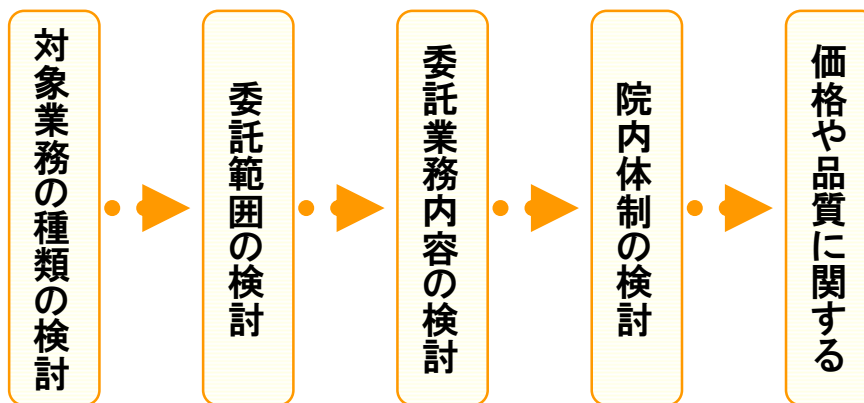 対象業務の種類の検討
委託範囲の検討
委託業務内容の検討
院内体制の検討
価格や品質に関する